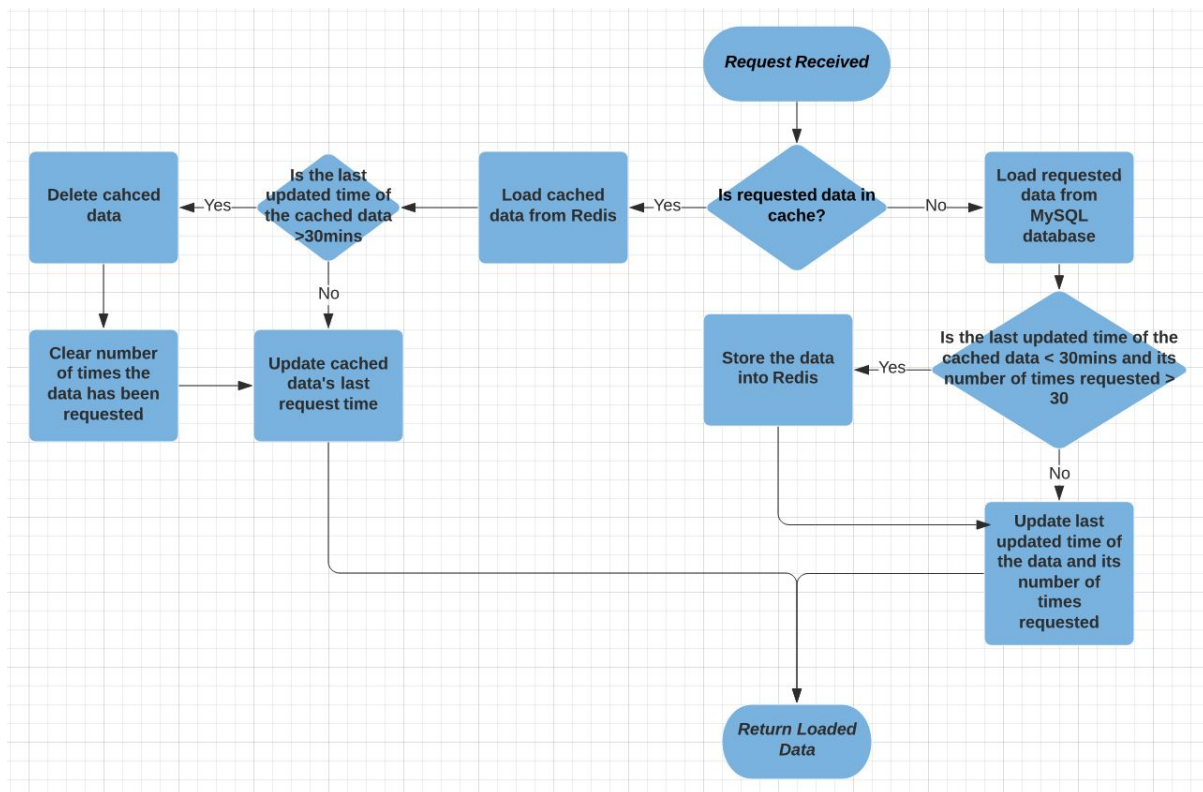 Request Received
Delete cahced
data
Yes
Is the last
updated time of
the cached data
>30mins
Load cached
data from Redis
Yes
Is requested data in
cache?
No
Load requested
data from
MySQL
database
No
Clear number
of times the
data has been
requested
Update cached
data's last
request time
Store the data
into Redis
Yes
Is the last updated time of the
cached data < 30mins and its
number of times requested >
30
No
Update last
updated time of
the data and its
number of
times
requested
Return Loaded
Data